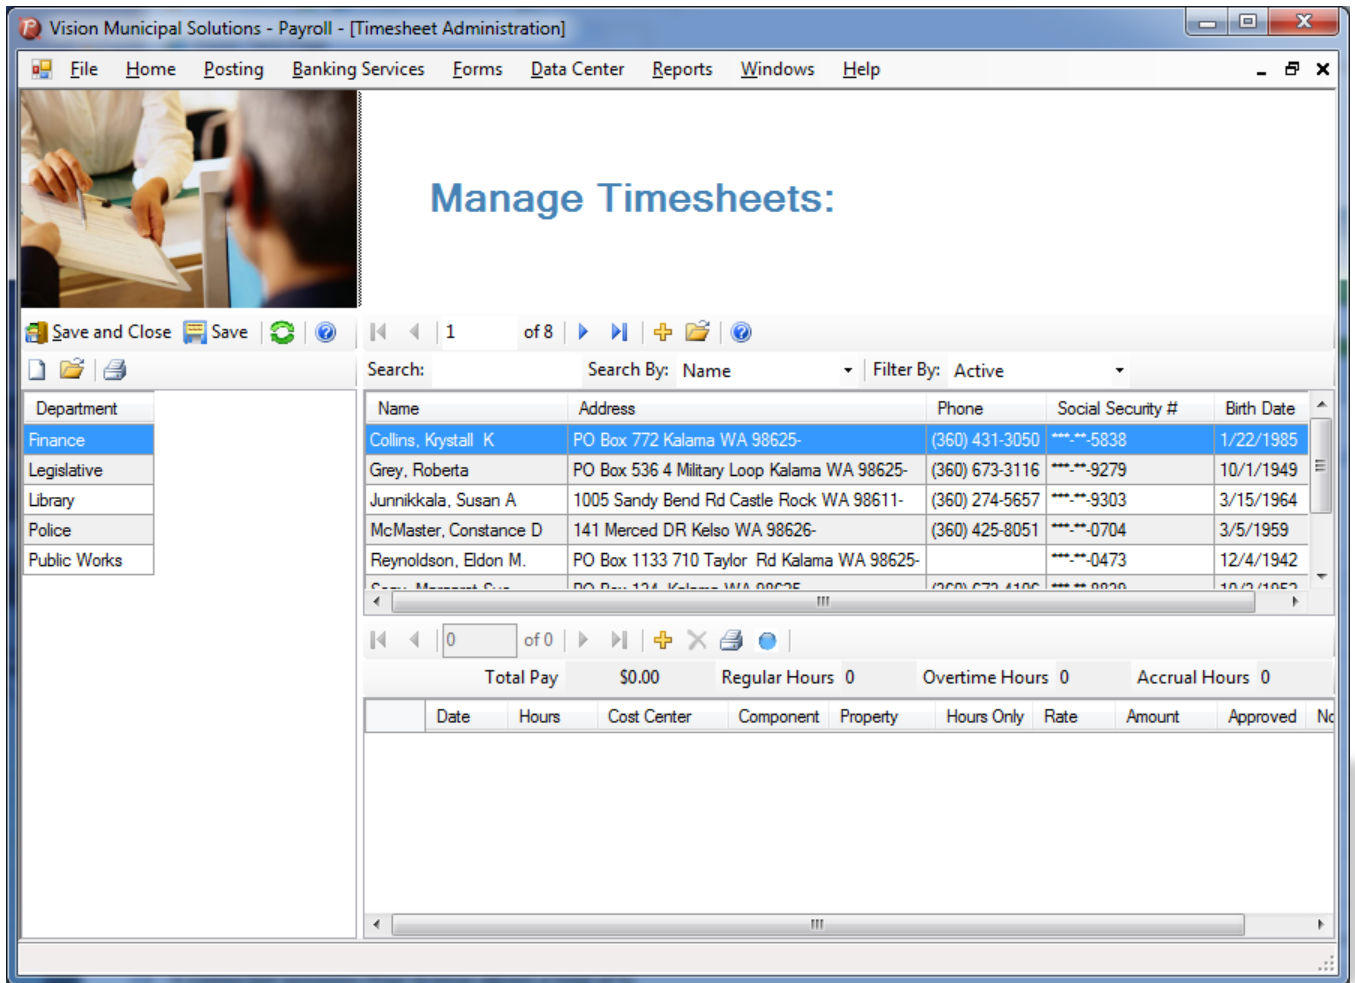 Vision Municipal Solutions - Payroll - [Timesheet Administration]
File Home Posting Banking Services Forms Data Center Reports Windows Help
Manage Timesheets:
Save and Close Save 1 of 8
Search: Search By: Name Filter By: Active
Department Name Address Phone Social Security # Birth Date
Finance Collins, Krystall K PO Box 772 Kalama WA 98625- (360) 431-3050 ***-**-5838 1/22/1985
Legislative Grey, Roberta PO Box 536 4 Military Loop Kalama WA 98625- (360) 673-3116 ***-**-9279 10/1/1949
Library Junnikkala, Susan A 1005 Sandy Bend Rd Castle Rock WA 98611- (360) 274-5657 ***-**-9303 3/15/1964
Police McMaster, Constance D 141 Merced DR Kelso WA 98626- (360) 425-8051 ***-**-0704 3/5/1959
Public Works Reynoldson, Eldon M. PO Box 1133 710 Taylor Rd Kalama WA 98625- ***-**-0473 12/4/1942
0 of 0
Total Pay $0.00 Regular Hours 0 Overtime Hours 0 Accrual Hours 0
Date Hours Cost Center Component Property Hours Only Rate Amount Approved